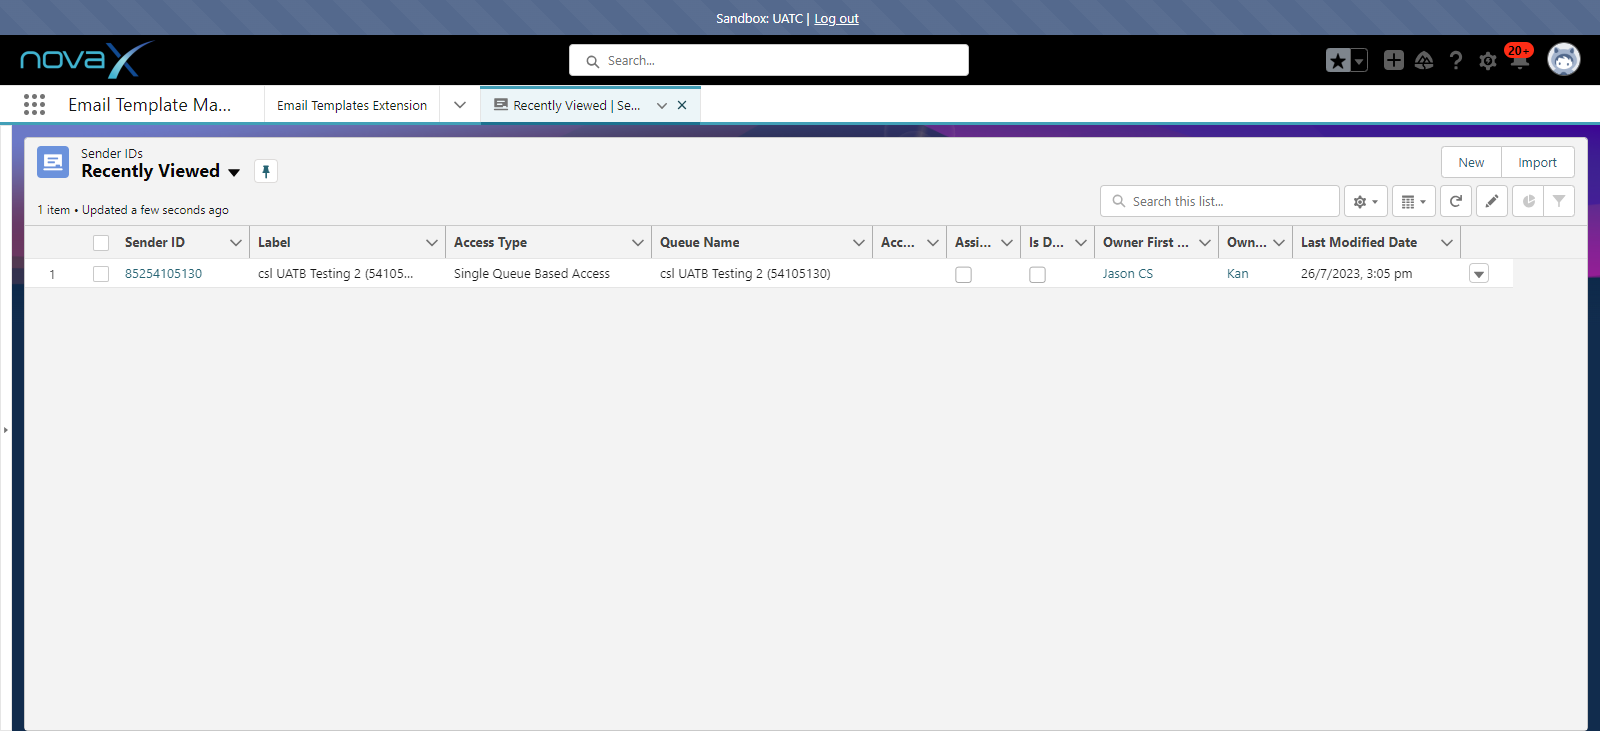 Sandbox: UATC | Log out
novaX
Search...
20+
Email Template Ma...
Email Templates Extension
Recently Viewed | Se...
Sender IDs
Recently Viewed
New
Import
1 item • Updated a few seconds ago
Search this list...
Sender ID
Label
Access Type
Queue Name
Acc...
Assi...
Is D...
Owner First ...
Own...
Last Modified Date
1
85254105130
csl UATB Testing 2 (54105...
Single Queue Based Access
csl UATB Testing 2 (54105130)
Jason CS
Kan
26/7/2023, 3:05 pm